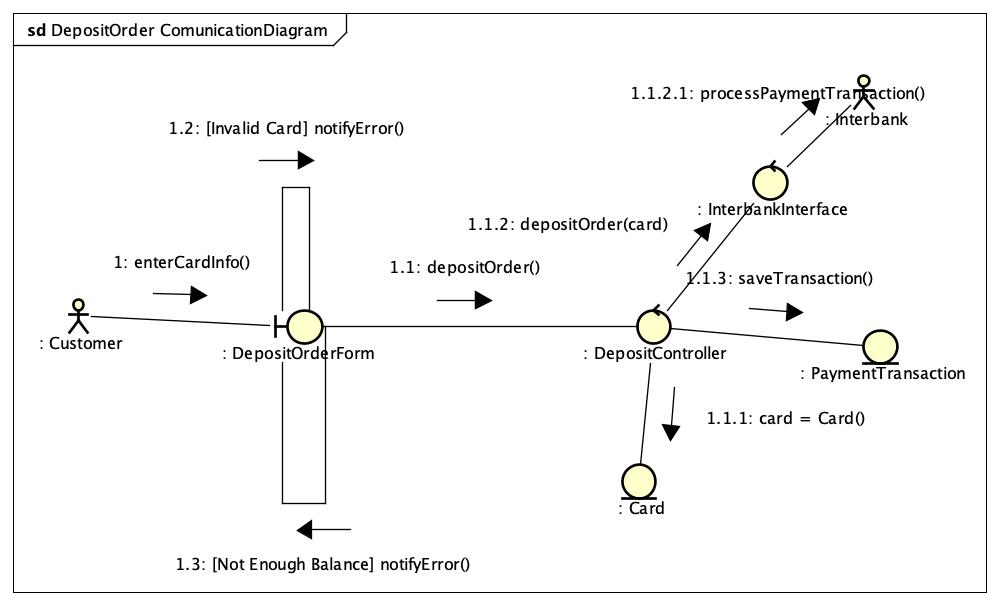 sd DepositOrder ComunicationDiagram
1.1.2.1: processPaymentTransaction()
: Interbank
1.2: [Invalid Card] notifyError()
: InterbankInterface
1.1.2: depositOrder(card)
1: enterCardInfo()
1.1: depositOrder()
1.1.3: saveTransaction()
: Customer
: DepositOrderForm
: DepositController
: PaymentTransaction
1.1.1: card = Card()
: Card
1.3: [Not Enough Balance] notifyError()